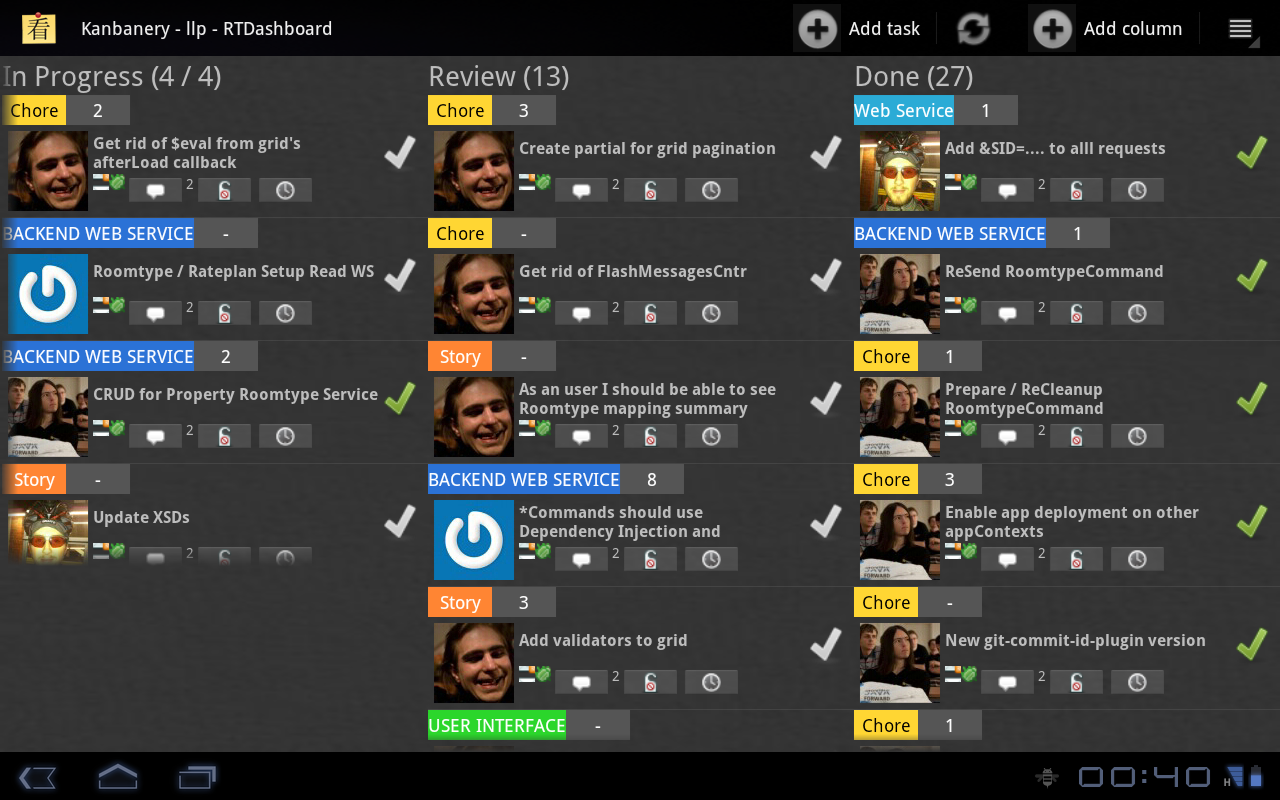 看 Kanbanery - llp - RTDashboard
Add task
Add column
In Progress (4 / 4)
Chore 2
Get rid of $eval from grid's
afterLoad callback
2
BACKEND WEB SERVICE -
Roomtype / Rateplan Setup Read WS
2
BACKEND WEB SERVICE 2
CRUD for Property Roomtype Service
2
Story -
Update XSDs
2
Review (13)
Chore 3
Create partial for grid pagination
2
Chore -
Get rid of FlashMessagesCntr
2
Story -
As an user I should be able to see
Roomtype mapping summary
2
BACKEND WEB SERVICE 8
*Commands should use
Dependency Injection and
2
Story 3
Add validators to grid
2
USER INTERFACE -
Done (27)
Web Service 1
Add &SID=.... to alll requests
2
BACKEND WEB SERVICE 1
ReSend RoomtypeCommand
2
Chore 1
Prepare / ReCleanup
RoomtypeCommand
2
Chore 3
Enable app deployment on other
appContexts
2
Chore -
New git-commit-id-plugin version
2
Chore 1
00:40
H